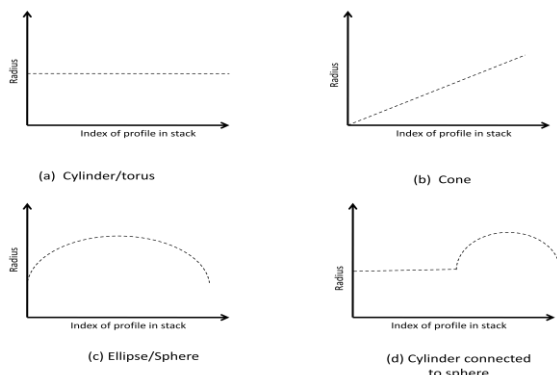 Radius
Index of profile in stack
(a) Cylinder/torus
Radius
Index of profile in stack
(b) Cone
Radius
Index of profile in stack
(c) Ellipse/Sphere
Radius
Index of profile in stack
(d) Cylinder connected
to sphere